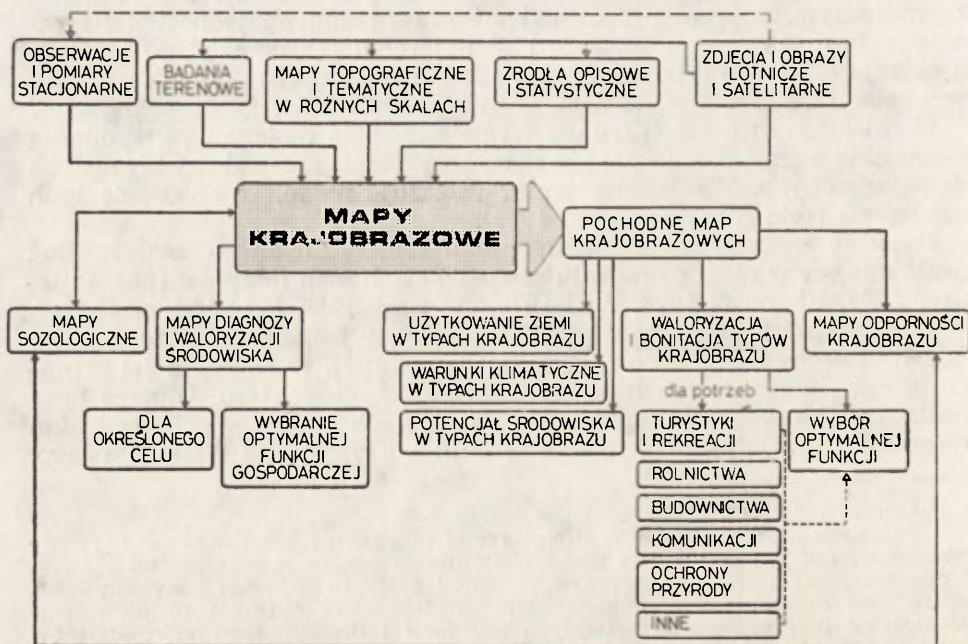 OBSERWACJE
I POMIARY
STACJONARNE
BADANIA
TERENOWE
MAPY TOPOGRAFICZNE
I TEMATYCZNE
W ROŻNYCH SKALACH
ZRODŁA OPISOWE
I STATYSTYCZNE
ZDJECIA I OBRAZY
LOTNICZE
I SATELITARNE
MAPY
KRAJOBRAZOWE
POCHODNE MAP
KRAJOBRAZOWYCH
MAPY
SOZOLOGICZNE
MAPY DIAGNOZY
I WALORYZACJI
ŚRODOWISKA
UZYTKOWANIE ZIEMI
W TYPACH KRAJOBRAZU
WALORYZACJA
I BONITACJA TYPÓW
KRAJOBRAZU
MAPY ODPORNOŚCI
KRAJOBRAZU
WARUNKI KLIMATYCZNE
W TYPACH KRAJOBRAZU
dla potrzeb
DLA
OKREŚLONEGO
CELU
WYBRANIE
OPTYMALNEJ
FUNKCJI
GOSPODARCZEJ
POTENCJAŁ ŚRODOWISKA
W TYPACH KRAJOBRAZU
TURYSTYKI
I REKREACJI
WYBÓR
OPTYMALNEJ
FUNKCJI
ROLNICTWA
BUDOWNICTWA
KOMUNIKACJI
OCHRONY
PRZYRODY
INNE